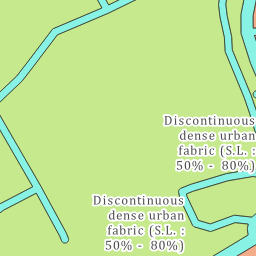 Discontinuous
dense urban
fabric (S.L. :
50% -  80%)
Discontinuous
dense urban
fabric (S.L. :
50% -  80%)